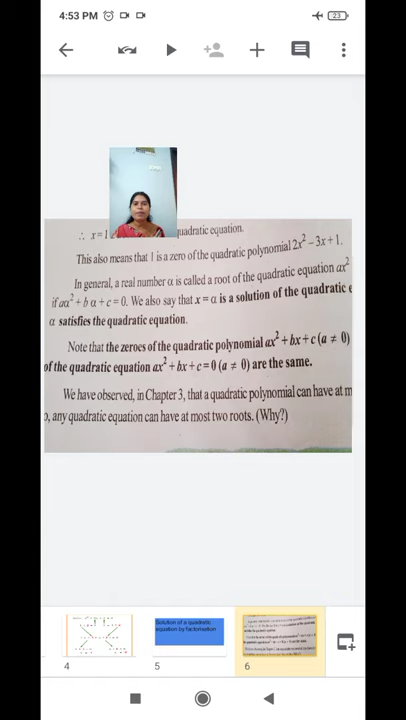 4:53 PM
23
∴ x = 1
quadratic equation.
This also means that 1 is a zero of the quadratic polynomial 2x² – 3x + 1.
In general, a real number α is called a root of the quadratic equation ax²
if aα² + b α + c = 0. We also say that x = α is a solution of the quadratic e
α satisfies the quadratic equation.
Note that the zeroes of the quadratic polynomial ax² + bx + c (a ≠ 0)
of the quadratic equation ax² + bx + c = 0 (a ≠ 0) are the same.
We have observed, in Chapter 3, that a quadratic polynomial can have at m
o, any quadratic equation can have at most two roots. (Why?)
Solution of a quadratic
equation by factorisation
4
5
6